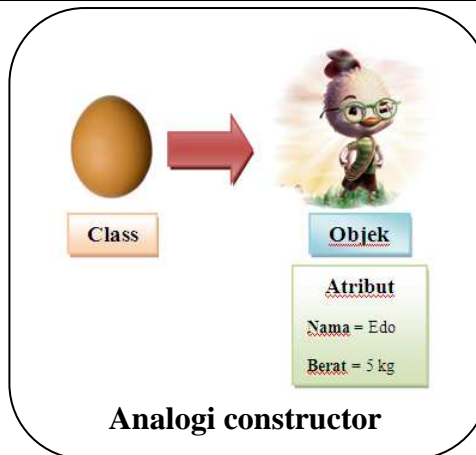 Class
Objek
Atribut
Nama = Edo
Berat = 5 kg
Analogi constructor